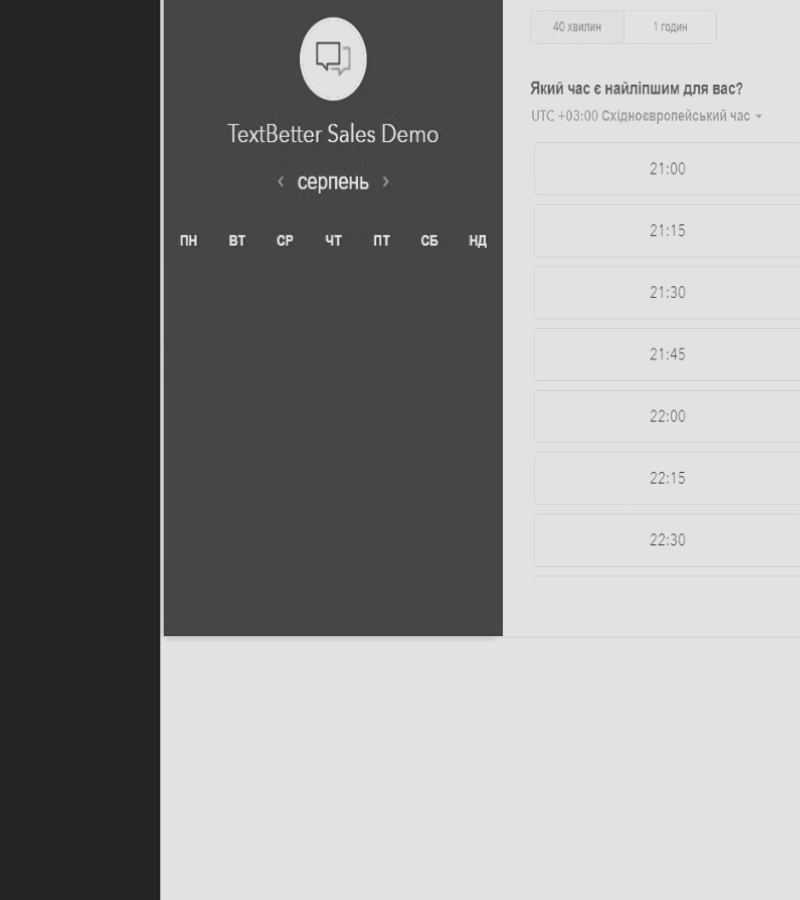 TextBetter Sales Demo
‹ серпень ›
ПН ВТ СР ЧТ ПТ СБ НД
40 хвилин 1 годин
Який час є найліпшим для вас?
UTC +03:00 Східноєвропейський час
21:00
21:15
21:30
21:45
22:00
22:15
22:30